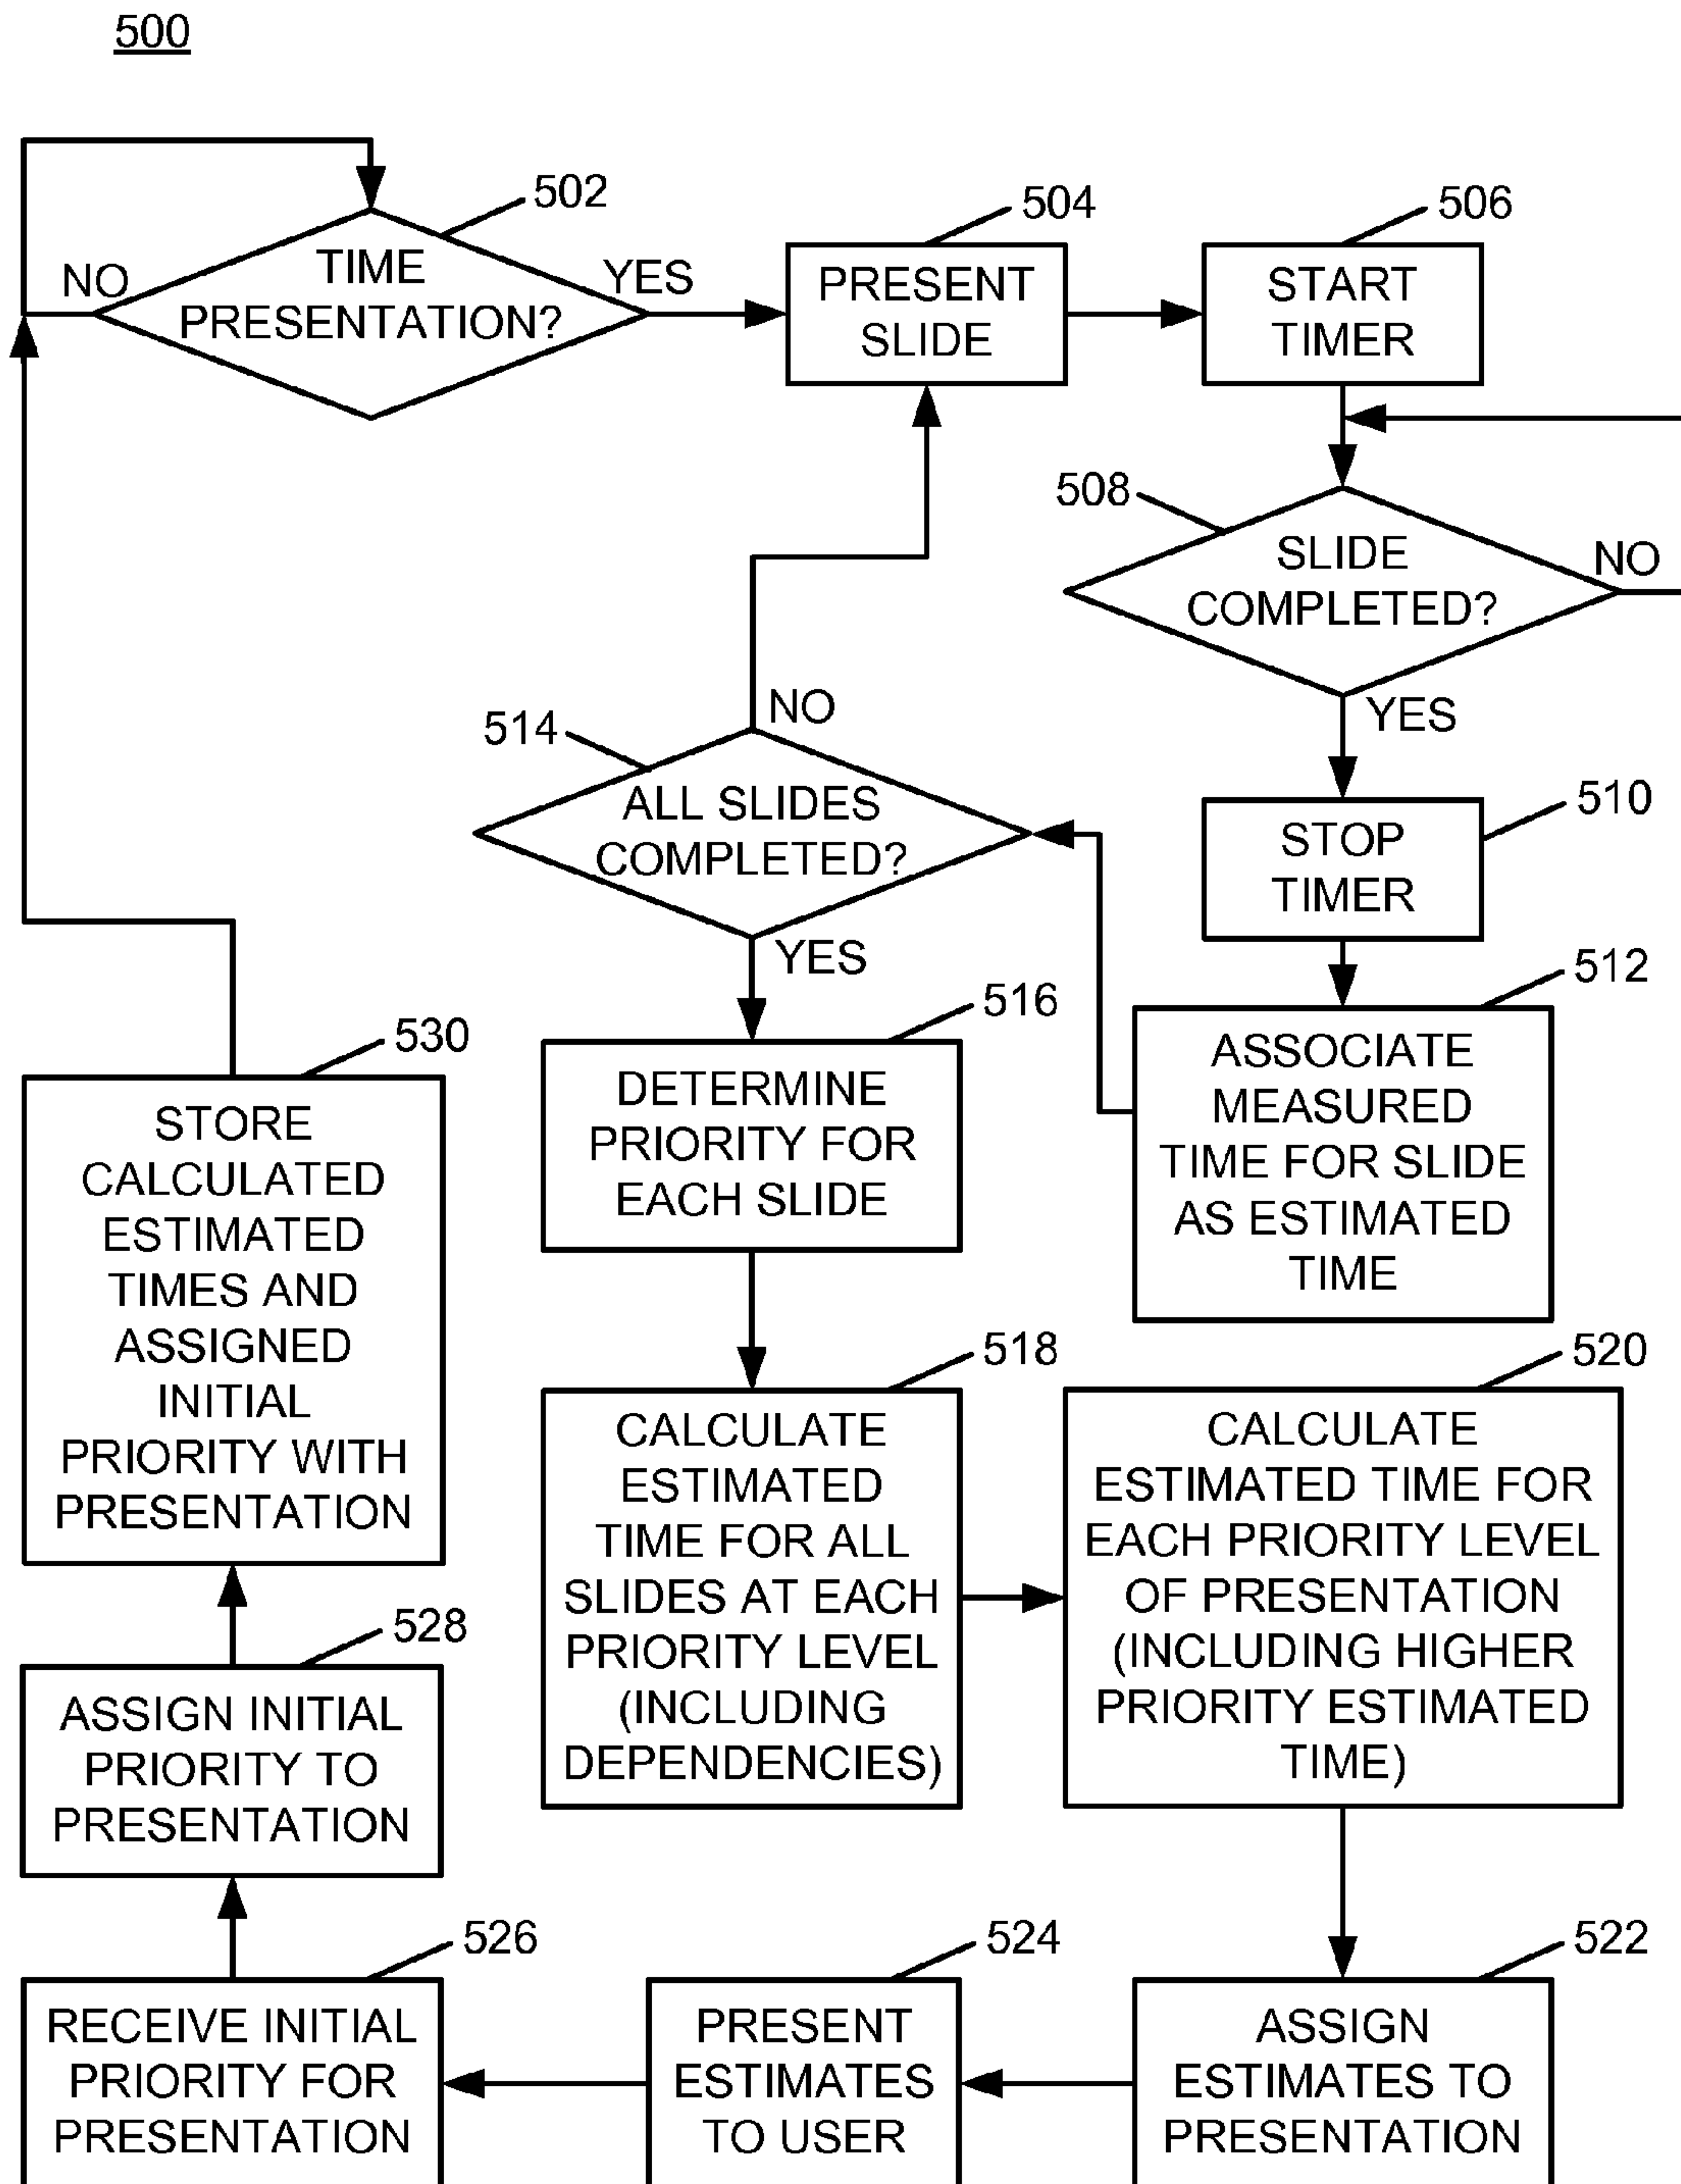 500
502
TIME
PRESENTATION?
NO
YES
504
PRESENT
SLIDE
506
START
TIMER
508
SLIDE
COMPLETED?
NO
YES
510
STOP
TIMER
512
ASSOCIATE
MEASURED
TIME FOR SLIDE
AS ESTIMATED
TIME
514
ALL SLIDES
COMPLETED?
NO
YES
516
DETERMINE
PRIORITY FOR
EACH SLIDE
518
CALCULATE
ESTIMATED
TIME FOR ALL
SLIDES AT EACH
PRIORITY LEVEL
(INCLUDING
DEPENDENCIES)
520
CALCULATE
ESTIMATED TIME FOR
EACH PRIORITY LEVEL
OF PRESENTATION
(INCLUDING HIGHER
PRIORITY ESTIMATED
TIME)
522
ASSIGN
ESTIMATES TO
PRESENTATION
524
PRESENT
ESTIMATES
TO USER
526
RECEIVE INITIAL
PRIORITY FOR
PRESENTATION
528
ASSIGN INITIAL
PRIORITY TO
PRESENTATION
530
STORE
CALCULATED
ESTIMATED
TIMES AND
ASSIGNED
INITIAL
PRIORITY WITH
PRESENTATION